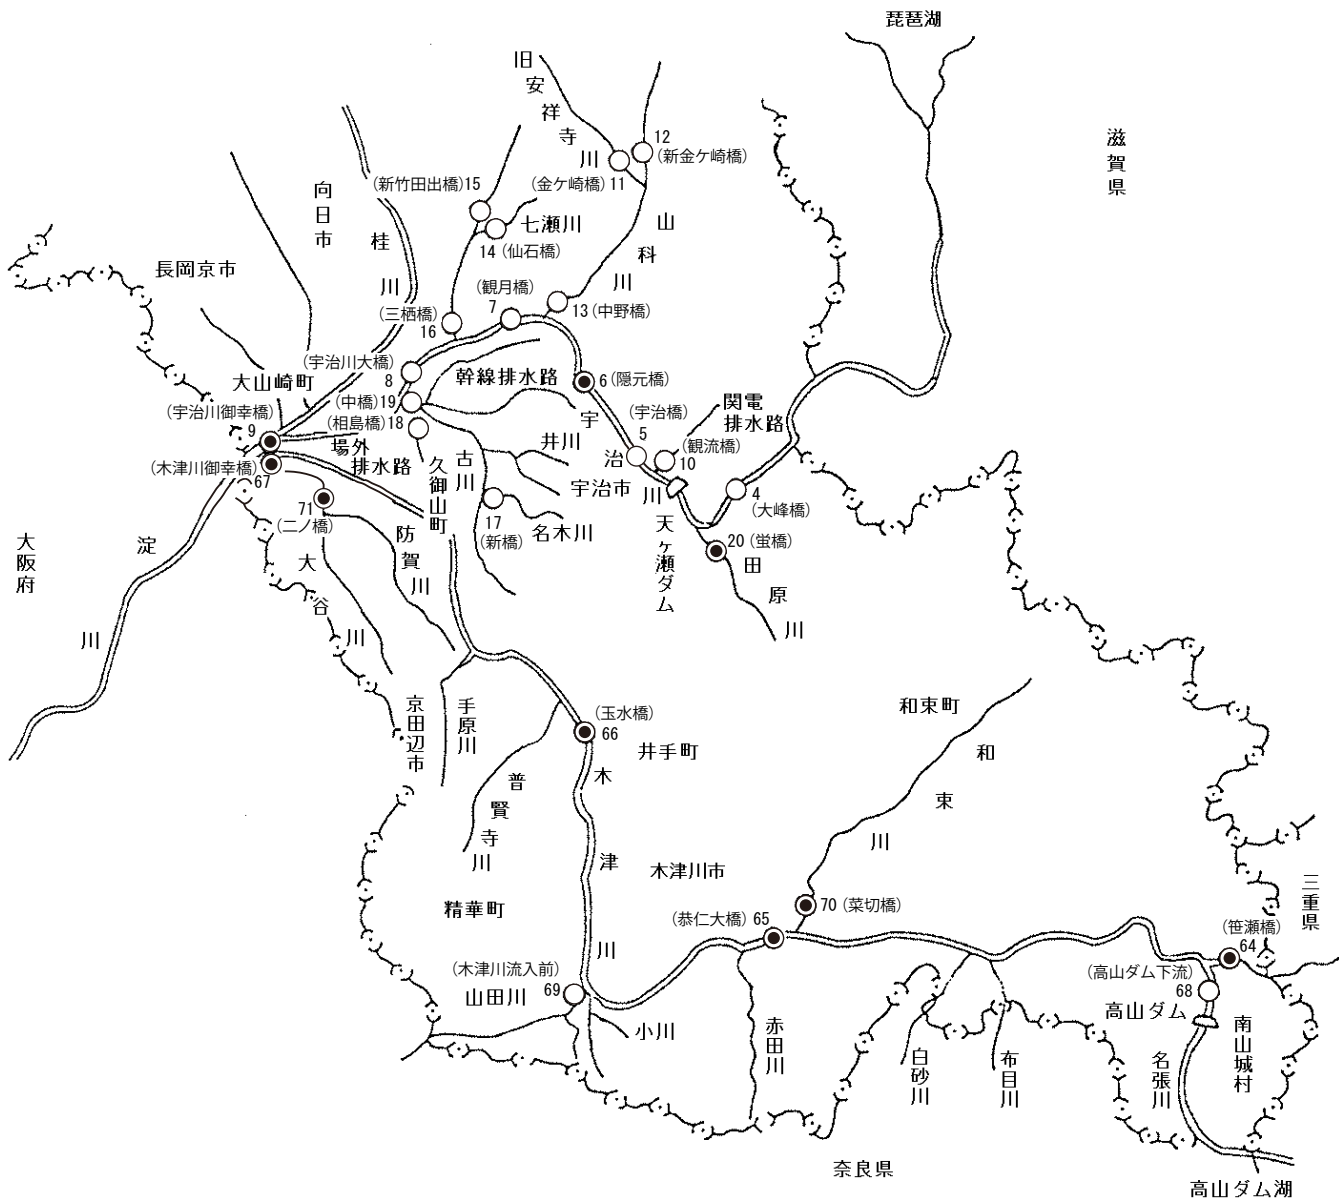 琵琶湖
滋賀県
旧安祥寺川
12
(新金ケ崎橋)
(金ケ崎橋) 11
(新竹田出橋)15
向日市
桂川
山科川
七瀬川
14 (仙石橋)
長岡京市
(観月橋)
7
13 (中野橋)
(三栖橋)
16
(宇治川大橋)
8
幹線排水路
6 (隠元橋)
大山崎町
(中橋) 19
(宇治川御幸橋)
9
(相島橋) 18
場外
排水路
(木津川御幸橋)
67
宇治川
(宇治橋)
5
関電
排水路
(観流橋)
10
4
(大峰橋)
井川
宇治市
古川
久御山町
17
(新橋)
名木川
天ヶ瀬ダム
20 (蛍橋)
田原川
71
(二ノ橋)
防賀川
大谷川
大阪府
淀川
京田辺市
手原川
(玉水橋)
66
井手町
普賢寺川
木津川
和束町
和束川
木津川市
精華町
70 (菜切橋)
(恭仁大橋) 65
三重県
(笹瀬橋)
64
(木津川流入前)
山田川 69
(高山ダム下流)
68
高山ダム
小川
赤田川
白砂川
布目川
名張川
南山城村
奈良県
高山ダム湖